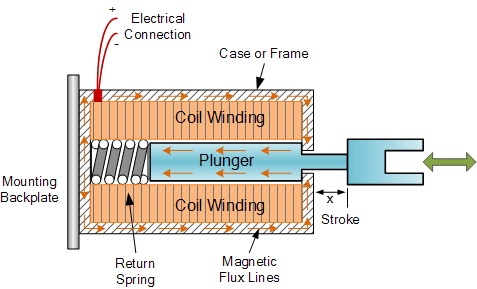 +
Electrical
-
Connection
Case or Frame
Coil Winding
Plunger
Mounting
Backplate
Coil Winding
x
Stroke
Return
Spring
Magnetic
Flux Lines